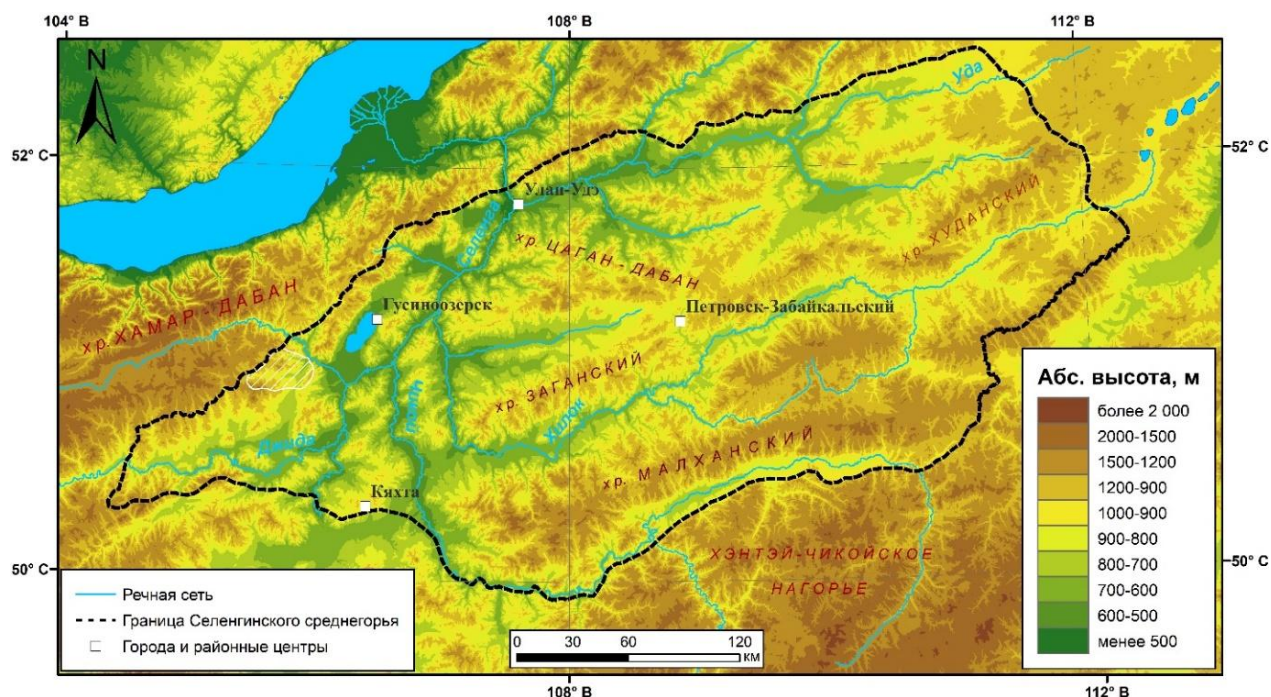 104° В
108° В
112° В
N
52° С
52° С
Уда
Улан-Удэ
Селенга
хр. ХУДАНСКИЙ
хр. ЦАГАН - ДАБАН
хр. ХАМАР - ДАБАН
Гусиноозерск
Петровск-Забайкальский
хр. ЗАГАНСКИЙ
Чикой
Хилок
Джида
хр. МАЛХАНСКИЙ
Кяхта
ХЭНТЭЙ-ЧИКОЙСКОЕ
НАГОРЬЕ
50° С
50° С
Абс. высота, м
более 2 000
2000-1500
1500-1200
1200-900
1000-900
900-800
800-700
700-600
600-500
менее 500
Речная сеть
Граница Селенгинского среднегорья
Города и районные центры
0 30 60 120
КМ
108° В
112° В